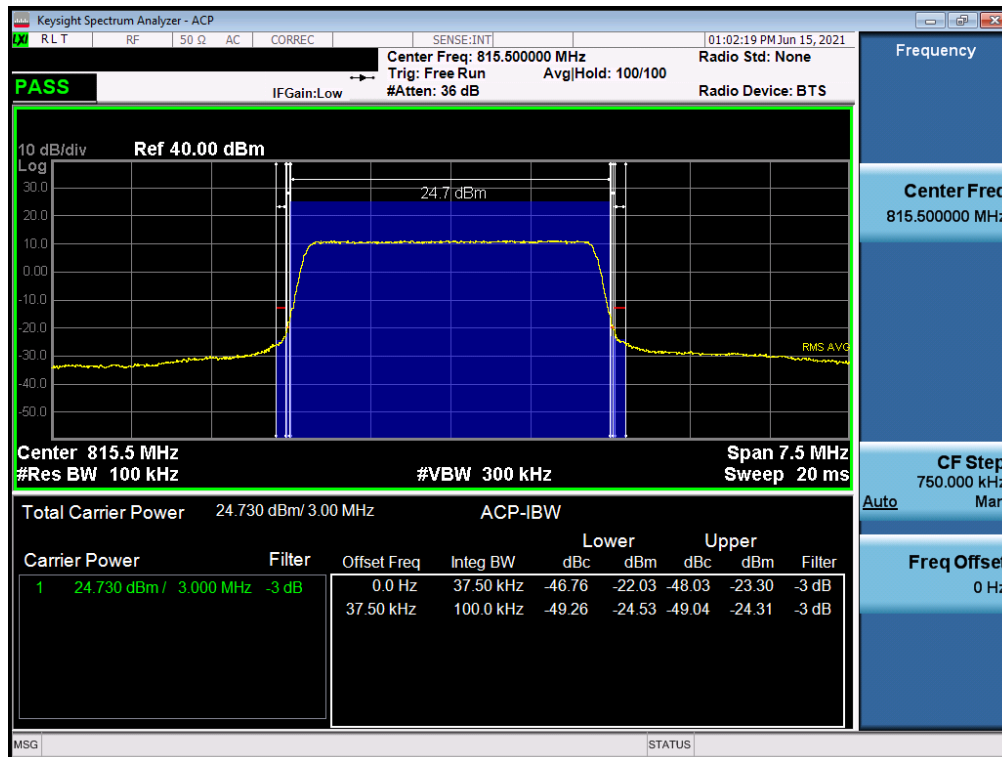 Keysight Spectrum Analyzer - ACP
LXI RLT RF 50 Ω AC CORREC SENSE:INT 01:02:19 PM Jun 15, 2021
Center Freq: 815.500000 MHz Radio Std: None
Trig: Free Run Avg|Hold: 100/100
PASS IFGain:Low #Atten: 36 dB Radio Device: BTS
10 dB/div Ref 40.00 dBm
Log
30.0
24.7 dBm
20.0
10.0
0.00
-10.0
-20.0
-30.0
RMS AVG
-40.0
-50.0
Center 815.5 MHz Span 7.5 MHz
#Res BW 100 kHz #VBW 300 kHz Sweep 20 ms
Total Carrier Power 24.730 dBm/ 3.00 MHz ACP-IBW
Lower Upper
Carrier Power Filter Offset Freq Integ BW dBc dBm dBc dBm Filter
1 24.730 dBm / 3.000 MHz -3 dB 0.0 Hz 37.50 kHz -46.76 -22.03 -48.03 -23.30 -3 dB
37.50 kHz 100.0 kHz -49.26 -24.53 -49.04 -24.31 -3 dB
Frequency
Center Freq
815.500000 MHz
CF Step
750.000 kHz
Auto Man
Freq Offset
0 Hz
MSG STATUS